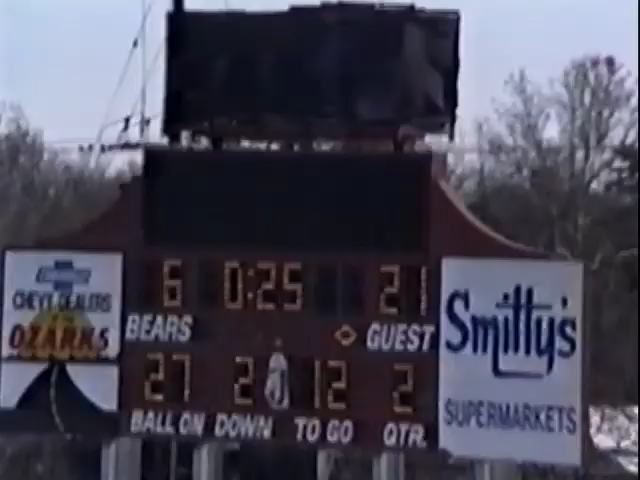 CHEVY DEALERS
OZARKS
6 0:25 21
BEARS GUEST
27 2 12 2
BALL ON DOWN TO GO QTR.
Smitty's
SUPERMARKETS